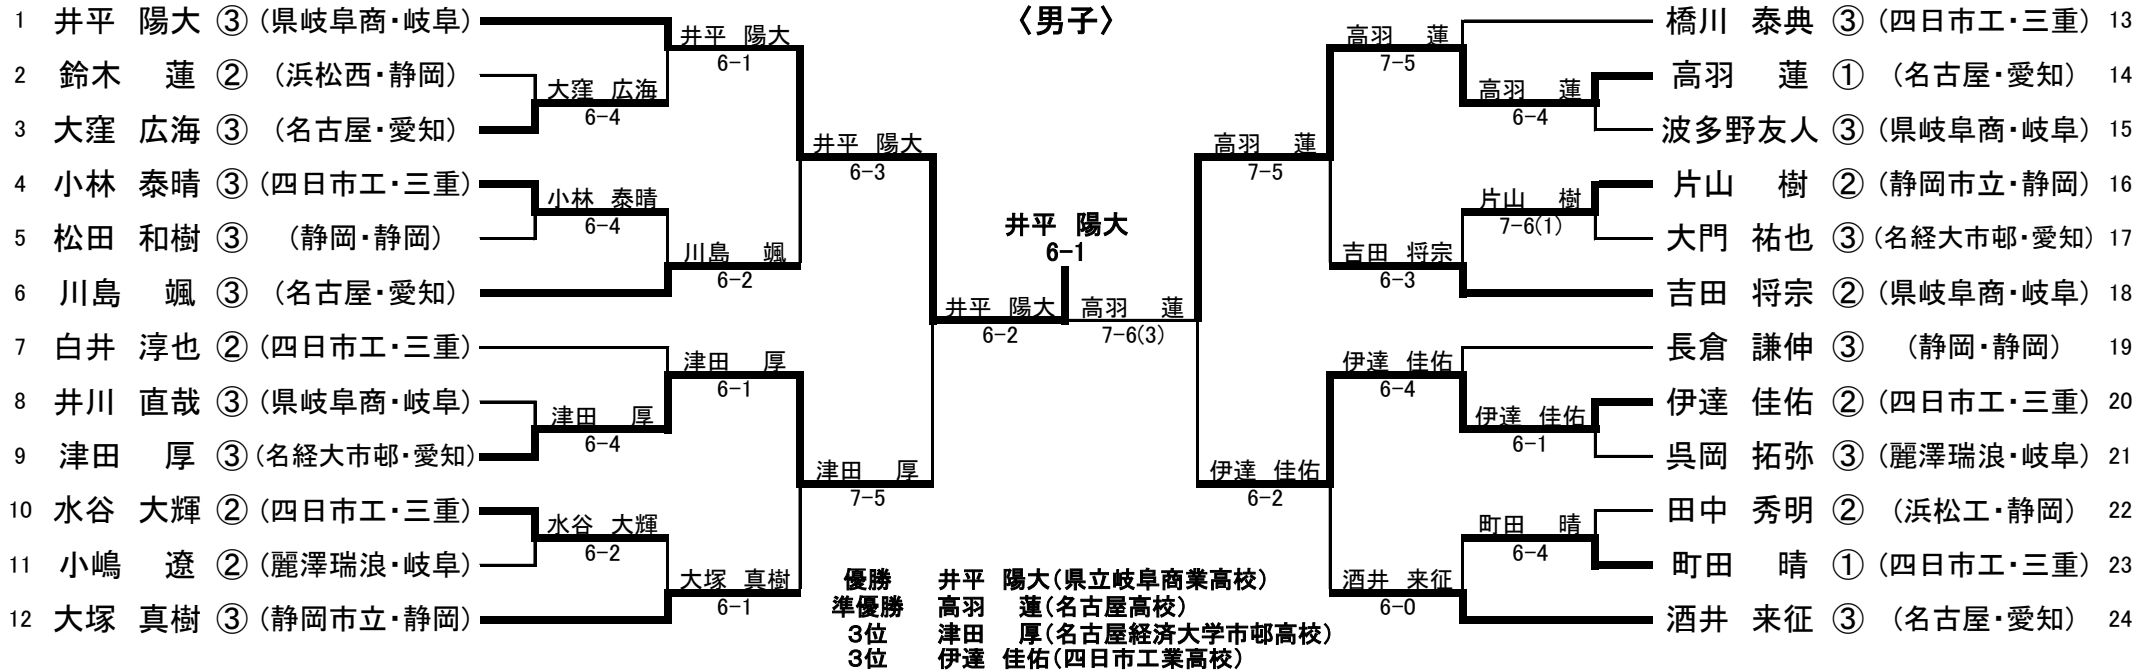 〈男子〉
1 井平 陽大 ③ (県岐阜商・岐阜)
2 鈴木 蓮 ② (浜松西・静岡)
3 大窪 広海 ③ (名古屋・愛知)
4 小林 泰晴 ③ (四日市工・三重)
5 松田 和樹 ③ (静岡・静岡)
6 川島 颯 ③ (名古屋・愛知)
7 白井 淳也 ② (四日市工・三重)
8 井川 直哉 ③ (県岐阜商・岐阜)
9 津田 厚 ③ (名経大市邨・愛知)
10 水谷 大輝 ② (四日市工・三重)
11 小嶋 遼 ② (麗澤瑞浪・岐阜)
12 大塚 真樹 ③ (静岡市立・静岡)
大窪 広海
6-4
小林 泰晴
6-4
津田 厚
6-4
水谷 大輝
6-2
井平 陽大
6-1
川島 颯
6-2
津田 厚
6-1
大塚 真樹
6-1
井平 陽大
6-3
津田 厚
7-5
井平 陽大
6-2
井平 陽大
6-1
高羽 蓮
7-6(3)
高羽 蓮
7-5
伊達 佳佑
6-2
高羽 蓮
7-5
吉田 将宗
6-3
伊達 佳佑
6-4
酒井 来征
6-0
高羽 蓮
6-4
片山 樹
7-6(1)
伊達 佳佑
6-1
町田 晴
6-4
橋川 泰典 ③ (四日市工・三重) 13
高羽 蓮 ① (名古屋・愛知) 14
波多野友人 ③ (県岐阜商・岐阜) 15
片山 樹 ② (静岡市立・静岡) 16
大門 祐也 ③ (名経大市邨・愛知) 17
吉田 将宗 ② (県岐阜商・岐阜) 18
長倉 謙伸 ③ (静岡・静岡) 19
伊達 佳佑 ② (四日市工・三重) 20
呉岡 拓弥 ③ (麗澤瑞浪・岐阜) 21
田中 秀明 ② (浜松工・静岡) 22
町田 晴 ① (四日市工・三重) 23
酒井 来征 ③ (名古屋・愛知) 24
優勝 井平 陽大(県立岐阜商業高校)
準優勝 高羽 蓮(名古屋高校)
3位 津田 厚(名古屋経済大学市邨高校)
3位 伊達 佳佑(四日市工業高校)